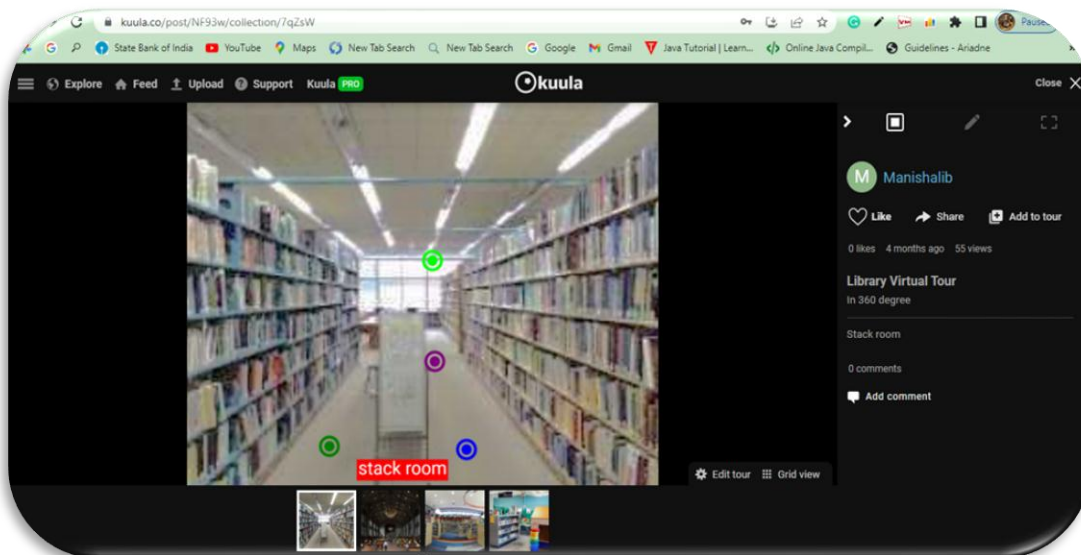 kuula.co/post/NF93w/collection/7qZsW
Paused
State Bank of India YouTube Maps New Tab Search New Tab Search Google Gmail Java Tutorial | Learn... Online Java Compil... Guidelines - Ariadne
Explore Feed Upload Support Kuula PRO
kuula
Close
M Manishalib
Like Share Add to tour
0 likes 4 months ago 55 views
Library Virtual Tour
In 360 degree
Stack room
0 comments
Add comment
stack room
Edit tour Grid view